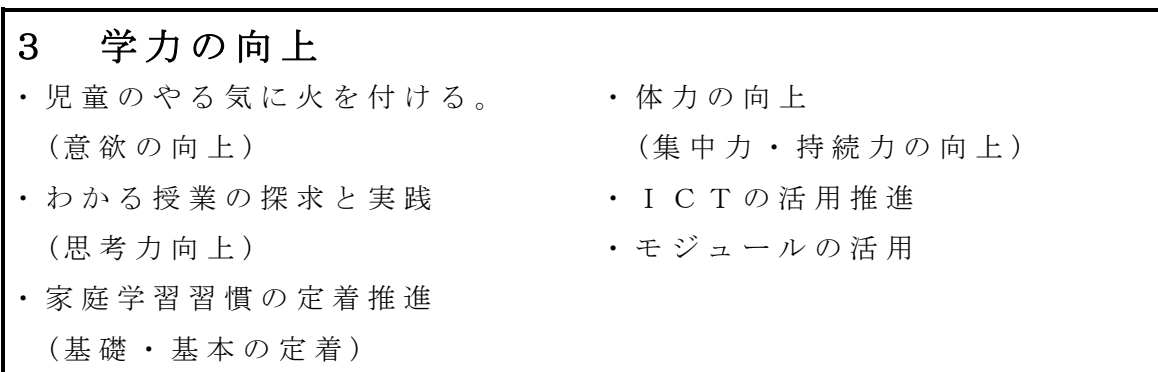 ３　学力の向上
・児童のやる気に火を付ける。
（意欲の向上）
・わかる授業の探求と実践
（思考力向上）
・家庭学習習慣の定着推進
（基礎・基本の定着）
・体力の向上
（集中力・持続力の向上）
・ＩＣＴの活用推進
・モジュールの活用